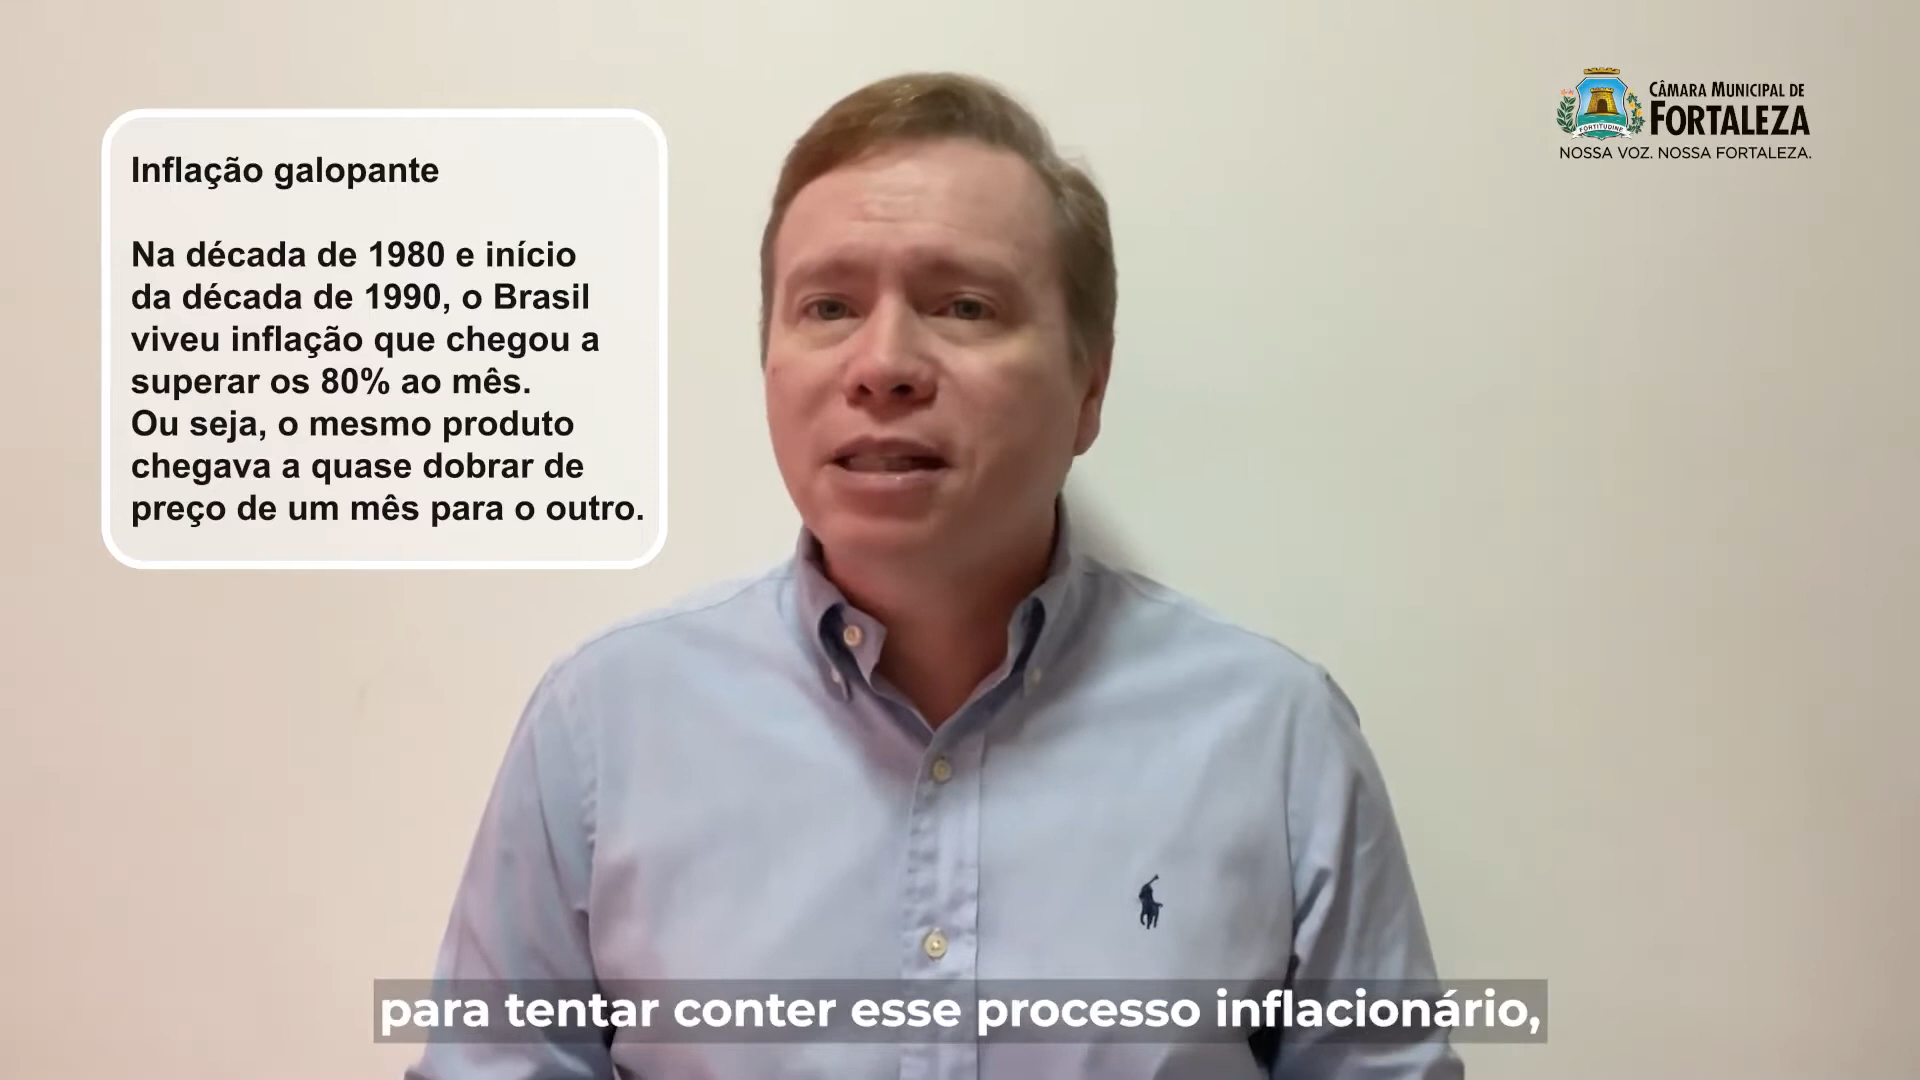 Inflação galopante
Na década de 1980 e início
da década de 1990, o Brasil
viveu inflação que chegou a
superar os 80% ao mês.
Ou seja, o mesmo produto
chegava a quase dobrar de
preço de um mês para o outro.
CÂMARA MUNICIPAL DE
FORTALEZA
FORTITUDINE
NOSSA VOZ. NOSSA FORTALEZA.
para tentar conter esse processo inflacionário,